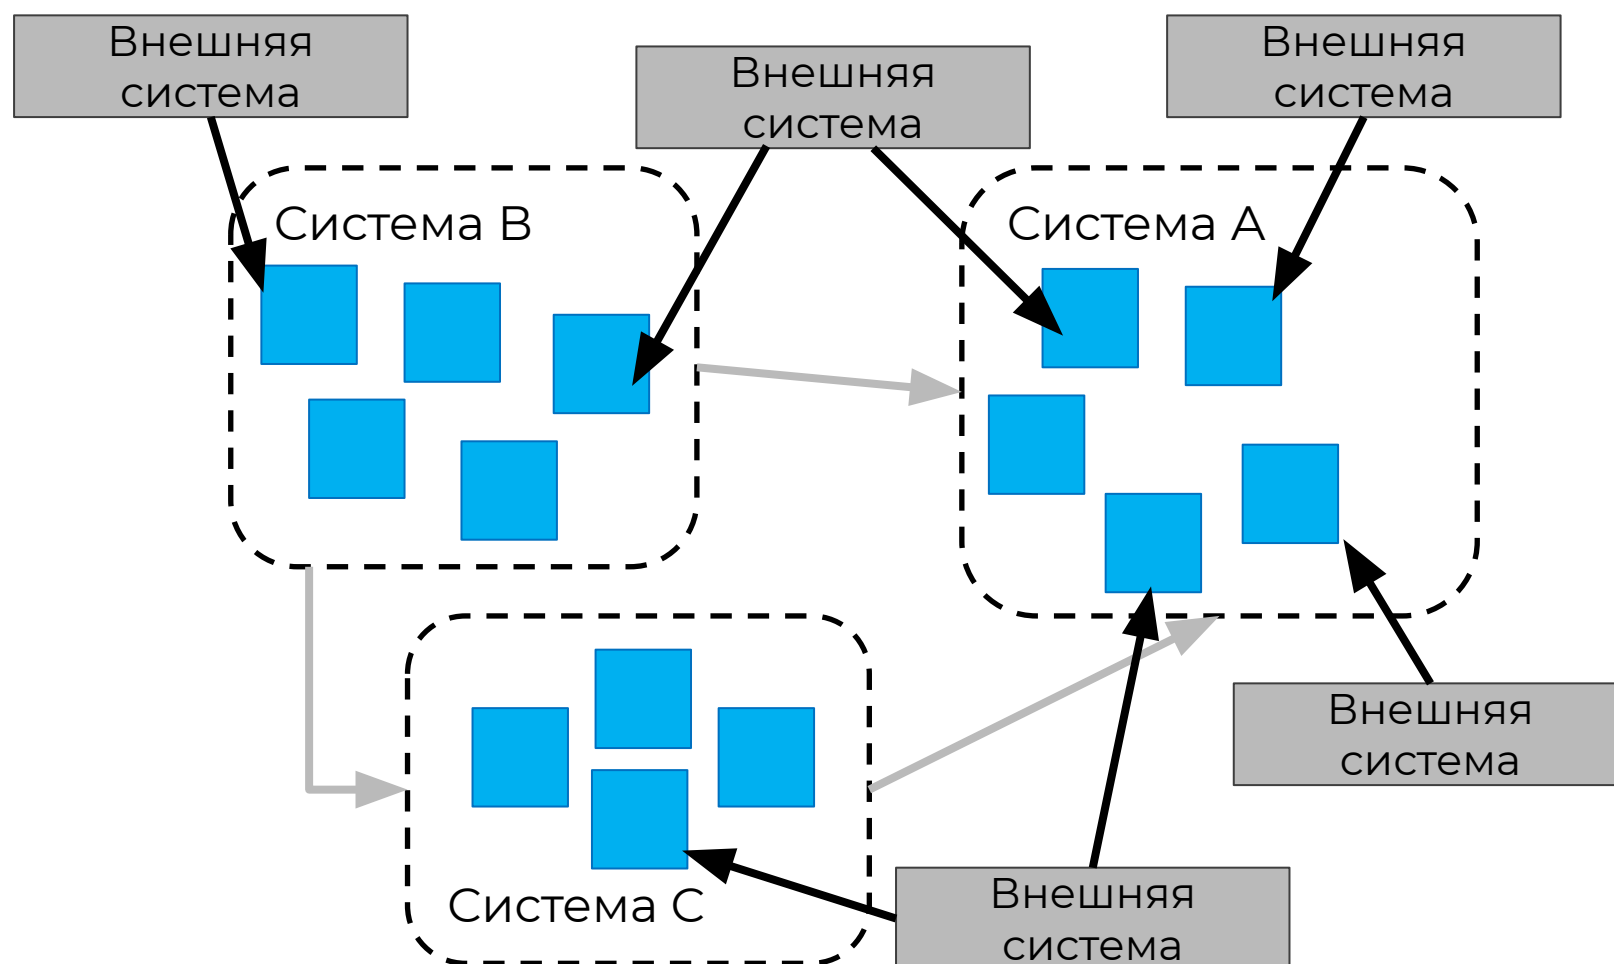 Внешняя
система
Внешняя
система
Внешняя
система
Система B
Система A
Внешняя
система
Система C
Внешняя
система